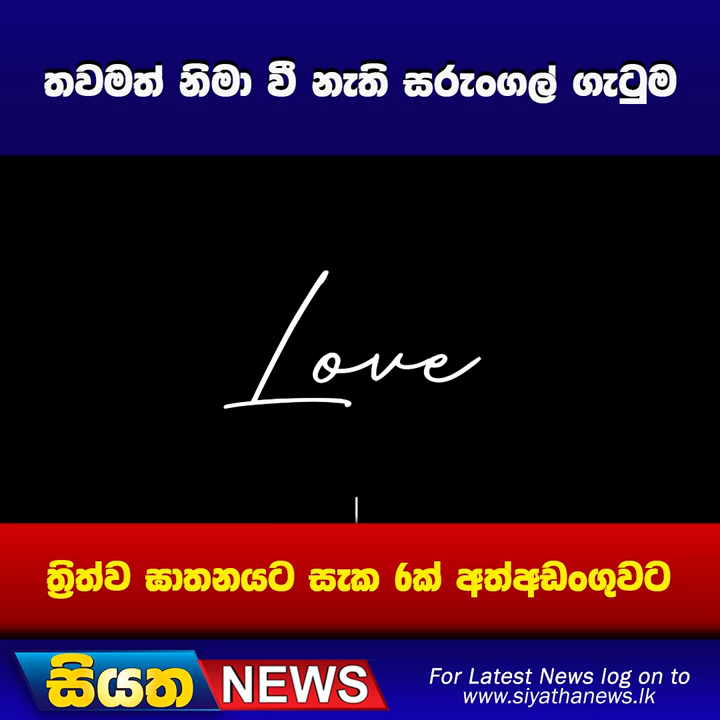 තවමත් නිමා වී නැති සරුංගල් ගැටුම
Love
ත්‍රිත්ව ඝාතනයට සැක 6ක් අත්අඩංගුවට
සියත NEWS
For Latest News log on to
www.siyathanews.lk